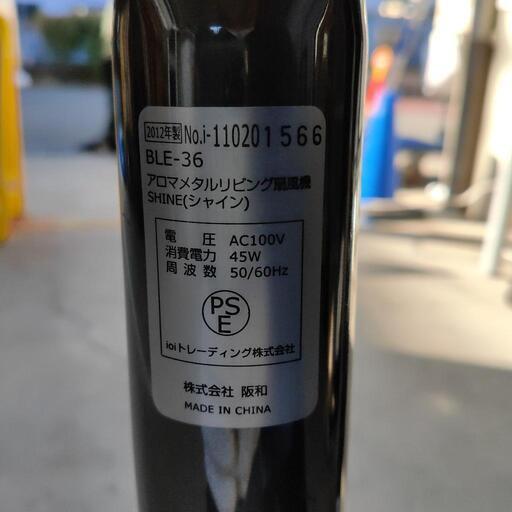 2012年製 No.i-110201566
BLE-36
アロマメタルリビング扇風機
SHINE(シャイン)
電圧 AC100V
消費電力 45W
周波数 50/60Hz
PS
E
ioiトレーディング株式会社
株式会社 阪和
MADE IN CHINA